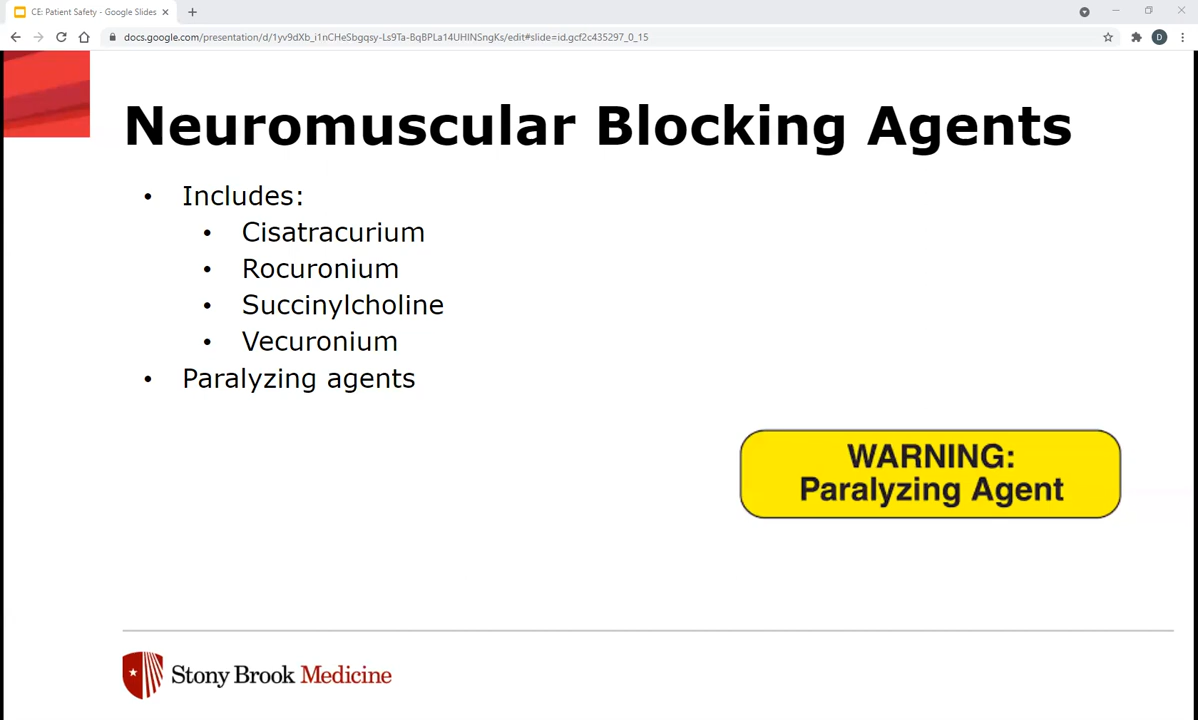 CE: Patient Safety - Google Slides
docs.google.com/presentation/d/1yv9dXb_i1nCHeSbgqsy-Ls9Ta-BqBPLa14UHINSngKs/edit#slide=id.gcf2c435297_0_15
D
Neuromuscular Blocking Agents
• Includes:
• Cisatracurium
• Rocuronium
• Succinylcholine
• Vecuronium
• Paralyzing agents
WARNING:
Paralyzing Agent
Stony Brook Medicine